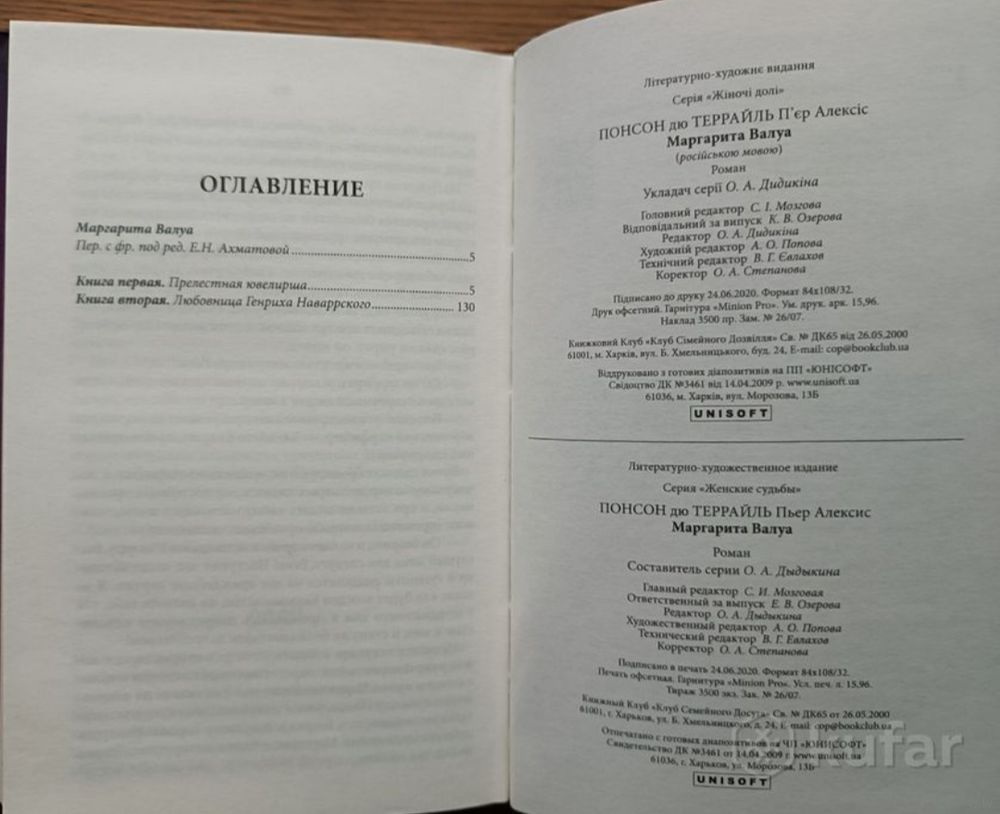 ОГЛАВЛЕНИЕ
Маргарита Валуа
Пер. с фр. под ред. Е.Н. Ахматовой ..... 5
Книга первая. Прелестная ювелирша ..... 5
Книга вторая. Любовница Генриха Наваррского ..... 130
Літературно-художнє видання
Серія «Жіночі долі»
ПОНСОН дю ТЕРРАЙЛЬ П'єр Алексіс
Маргарита Валуа
(російською мовою)
Роман
Укладач серії О. А. Дидикіна
Головний редактор С. І. Мозгова
Відповідальний за випуск К. В. Озерова
Редактор О. А. Дидикіна
Художній редактор А. О. Попова
Технічний редактор В. Г. Євлахов
Коректор О. А. Степанова
Підписано до друку 24.06.2020. Формат 84x108/32.
Друк офсетний. Гарнітура «Minion Pro». Ум. друк. арк. 15,96.
Наклад 3500 пр. Зам. № 26/07.
Книжковий Клуб «Клуб Сімейного Дозвілля» Св. № ДК65 від 26.05.2000
61001, м. Харків, вул. Б. Хмельницького, буд. 24, E-mail: cop@bookclub.ua
Віддруковано з готових діапозитивів на ПП «ЮНІСОФТ»
Свідоцтво ДК №3461 від 14.04.2009 р. www.unisoft.ua
61036, м. Харків, вул. Морозова, 13Б
UNISOFT
Литературно-художественное издание
Серия «Женские судьбы»
ПОНСОН дю ТЕРРАЙЛЬ Пьер Алексис
Маргарита Валуа
Роман
Составитель серии О. А. Дыдыкина
Главный редактор С. И. Мозговая
Ответственный за выпуск Е. В. Озерова
Редактор О. А. Дыдыкина
Художественный редактор А. О. Попова
Технический редактор В. Г. Евлахов
Корректор О. А. Степанова
Подписано в печать 24.06.2020. Формат 84x108/32.
Печать офсетная. Гарнитура «Minion Pro». Усл. печ. л. 15,96.
Тираж 3500 экз. Зак. № 26/07.
Книжный Клуб «Клуб Семейного Досуга» Св. № ДК65 от 26.05.2000
61001, г. Харьков, ул. Б. Хмельницкого, д. 24, E-mail: cop@bookclub.ua
Отпечатано с готовых диапозитивов на ЧП «ЮНИСОФТ»
Свидетельство ДК №3461 от 14.04.2009 г. www.unisoft.ua
61036, г. Харьков, ул. Морозова, 13Б
UNISOFT
kufar